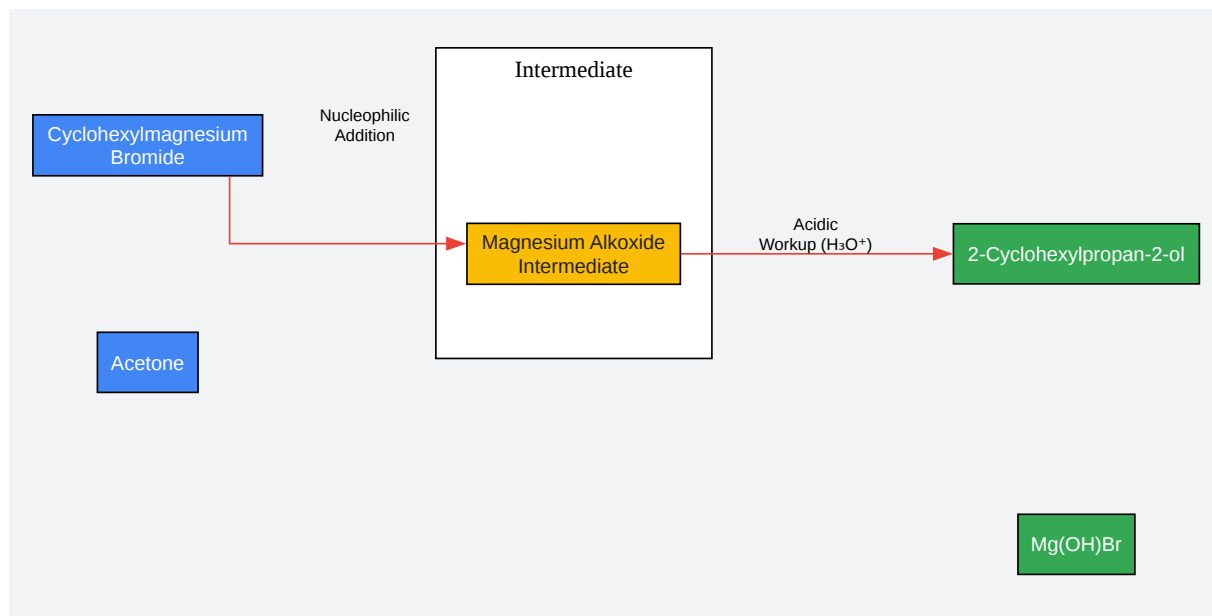 Intermediate
Nucleophilic
Addition
Cyclohexylmagnesium
Bromide
Magnesium Alkoxide
Intermediate
Acidic
Workup (H₃O⁺)
2-Cyclohexylpropan-2-ol
Acetone
Mg(OH)Br